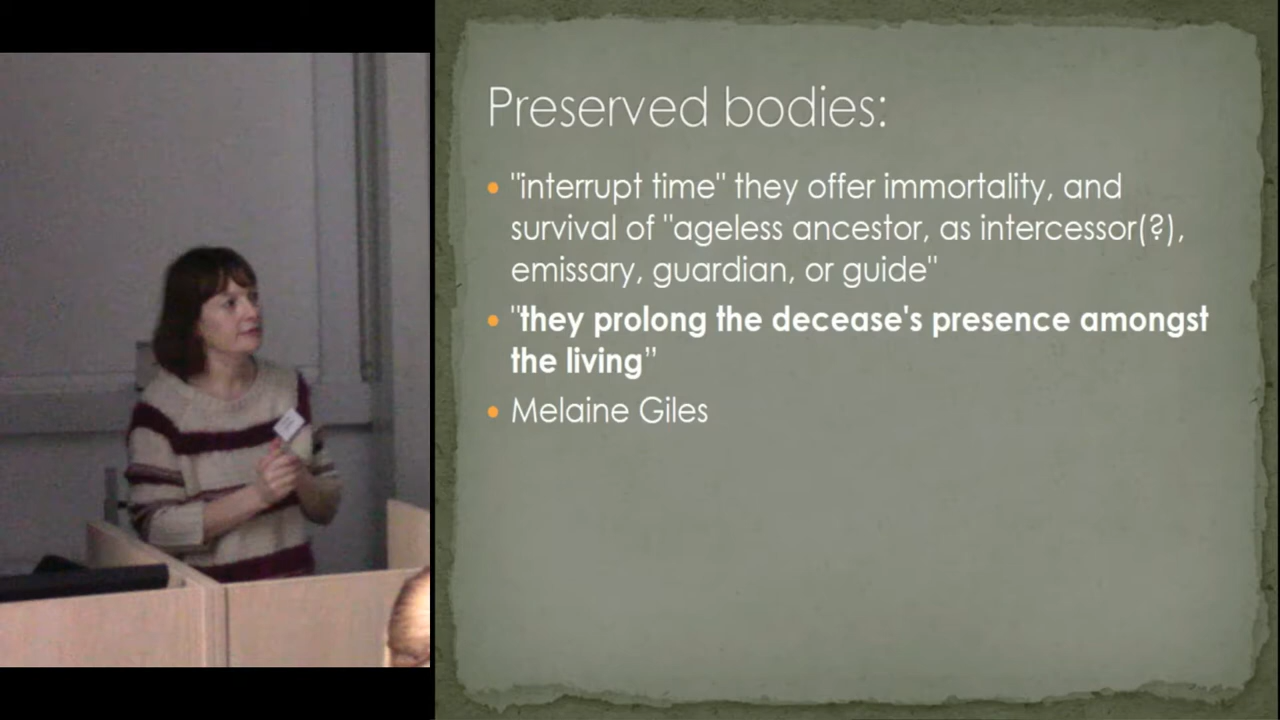 Preserved bodies:
"interrupt time" they offer immortality, and
survival of "ageless ancestor, as intercessor(?),
emissary, guardian, or guide"
"they prolong the decease's presence amongst
the living”
Melaine Giles